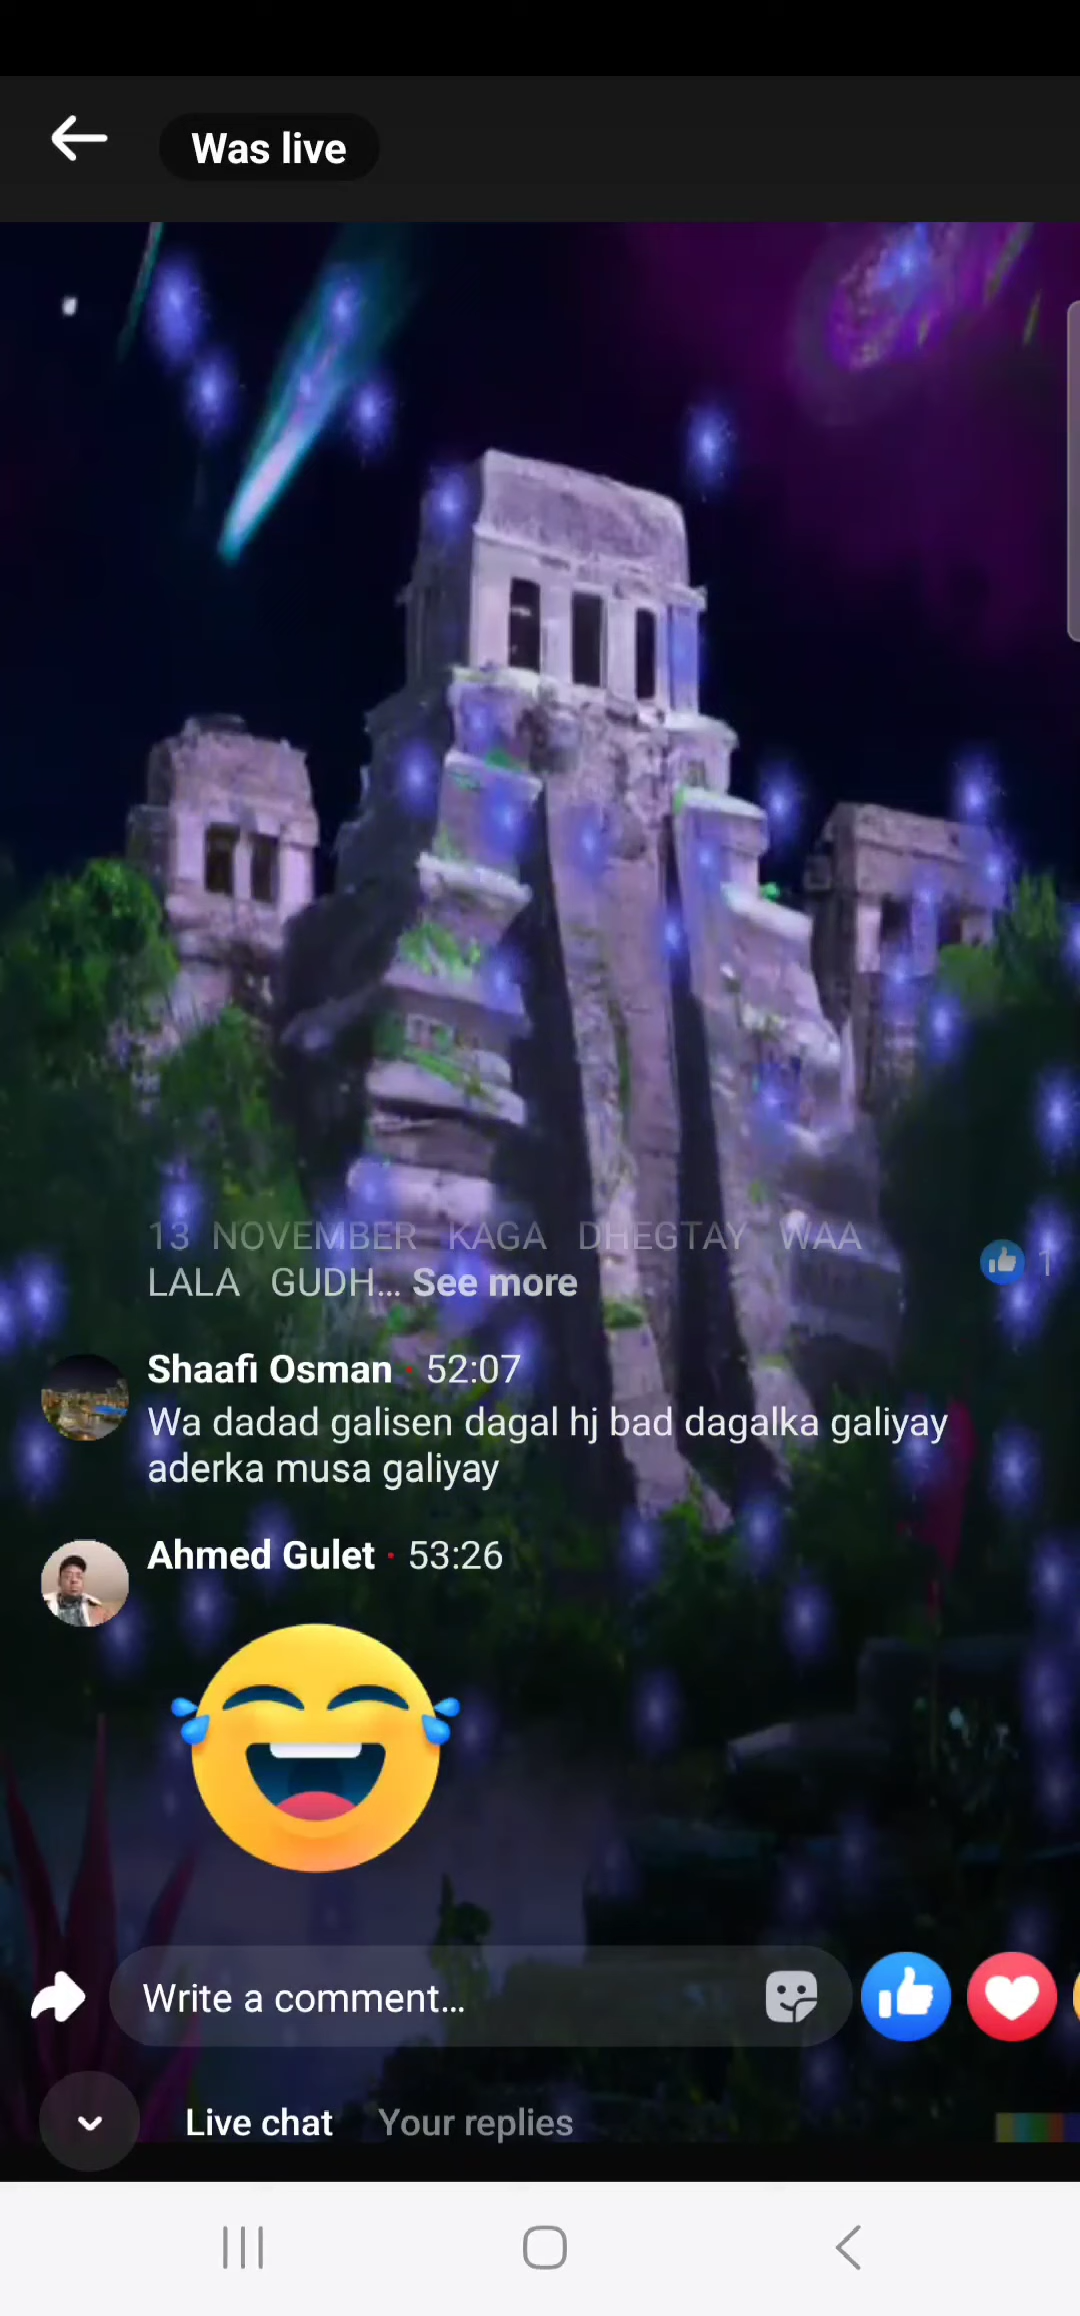 Was live
13 NOVEMBER KAGA DHEGTAY WAA
LALA GUDH... See more
1
Shaafi Osman · 52:07
Wa dadad galisen dagal hj bad dagalka galiyay
aderka musa galiyay
Ahmed Gulet · 53:26
Write a comment...
Live chat Your replies